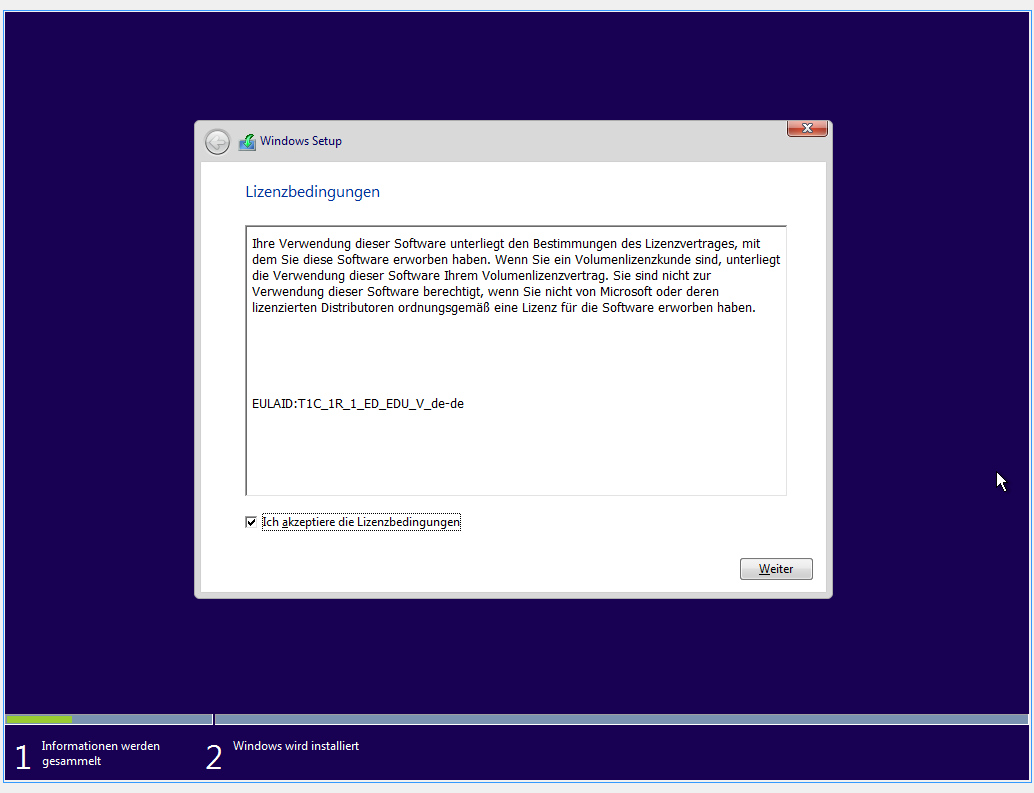 Windows Setup
Lizenzbedingungen
Ihre Verwendung dieser Software unterliegt den Bestimmungen des Lizenzvertrages, mit
dem Sie diese Software erworben haben. Wenn Sie ein Volumenlizenzkunde sind, unterliegt
die Verwendung dieser Software Ihrem Volumenlizenzvertrag. Sie sind nicht zur
Verwendung dieser Software berechtigt, wenn Sie nicht von Microsoft oder deren
lizenzierten Distributoren ordnungsgemäß eine Lizenz für die Software erworben haben.
EULAID:T1C_1R_1_ED_EDU_V_de-de
Ich akzeptiere die Lizenzbedingungen
Weiter
1 Informationen werden
gesammelt
2 Windows wird installiert